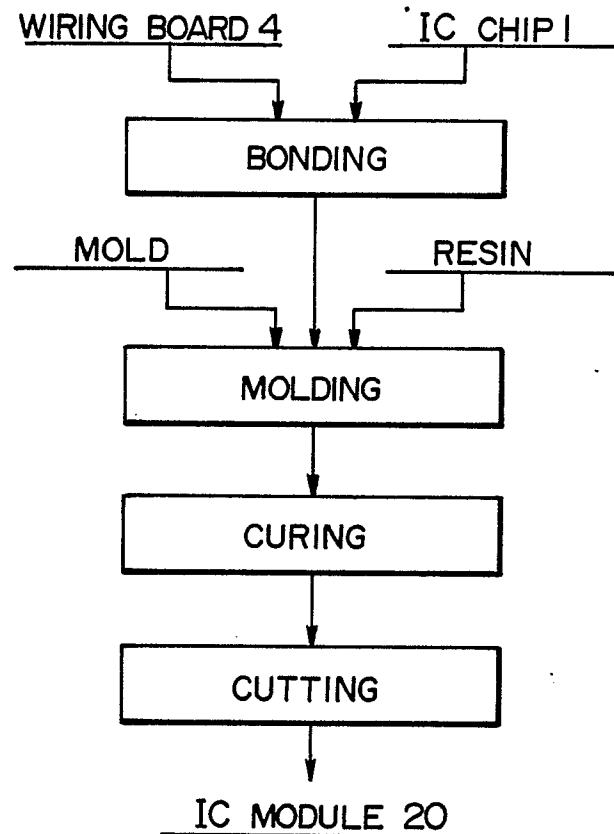 WIRING BOARD 4
IC CHIP 1
BONDING
MOLD
RESIN
MOLDING
CURING
CUTTING
IC MODULE 20